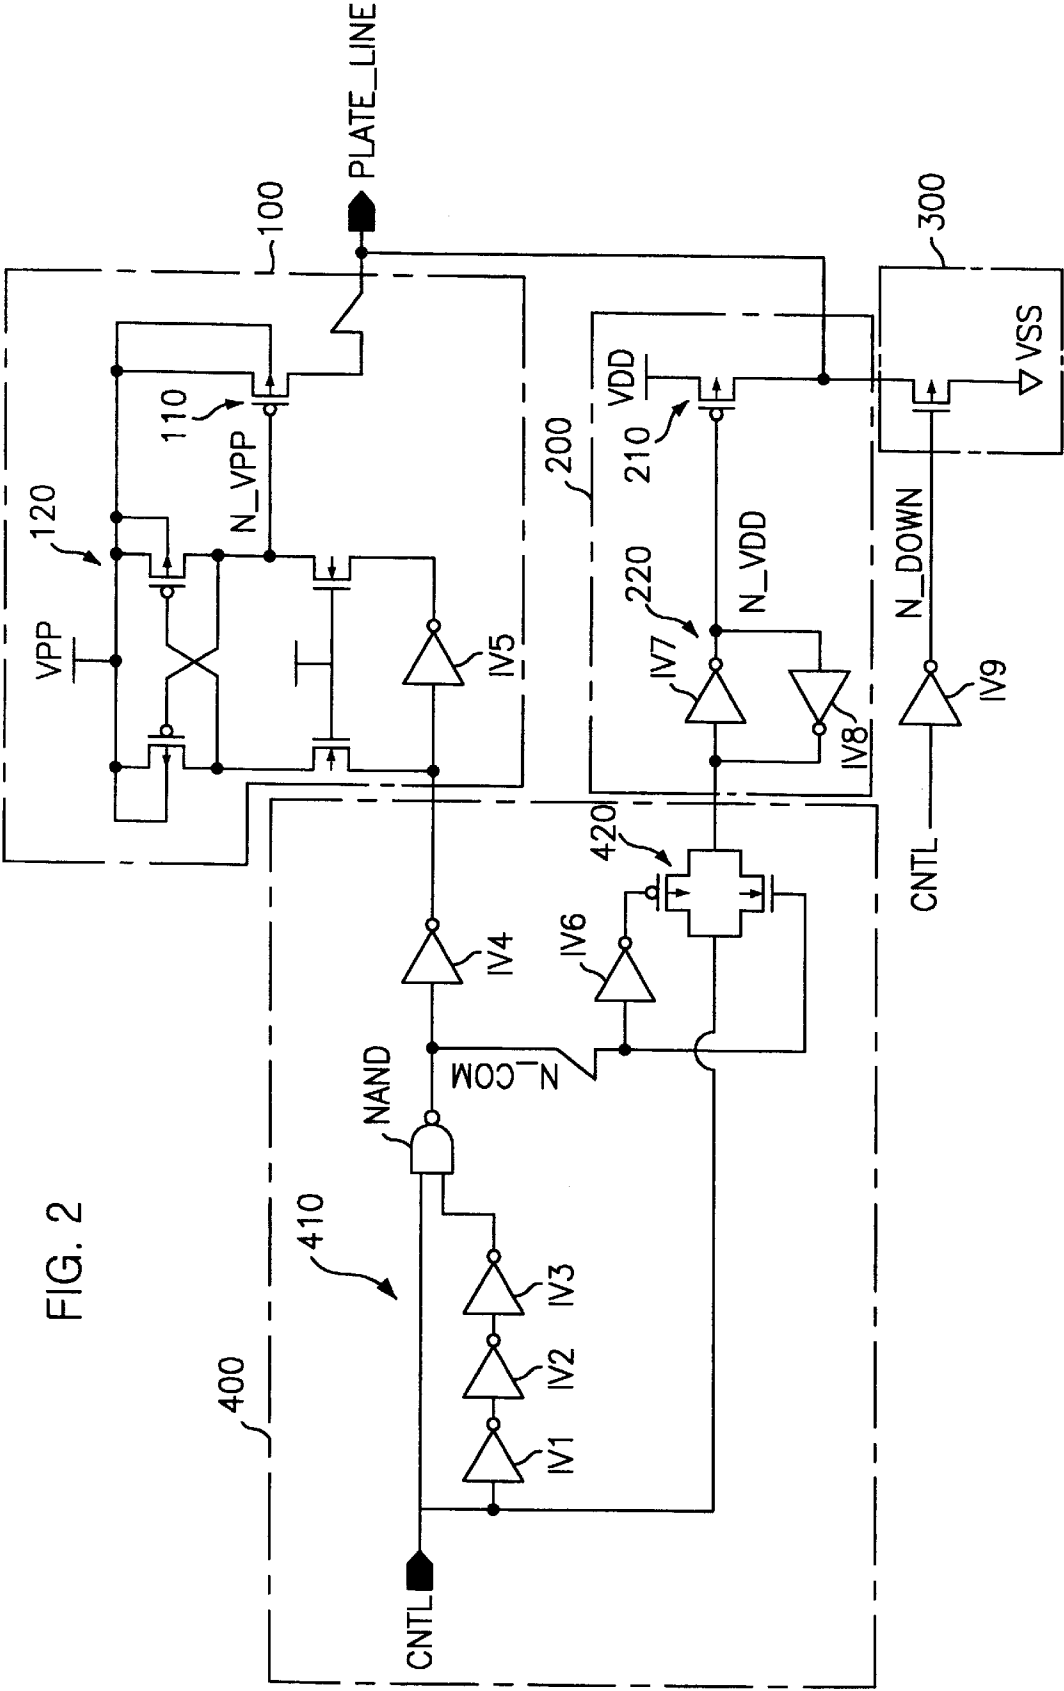 FIG. 2
400
410
CNTL
IV1
IV2
IV3
NAND
N_COM
IV4
IV6
420
VPP
120
N_VPP
110
100
IV5
PLATE_LINE
200
VDD
210
220
N_VDD
IV7
IV8
300
VSS
N_DOWN
IV9
CNTL